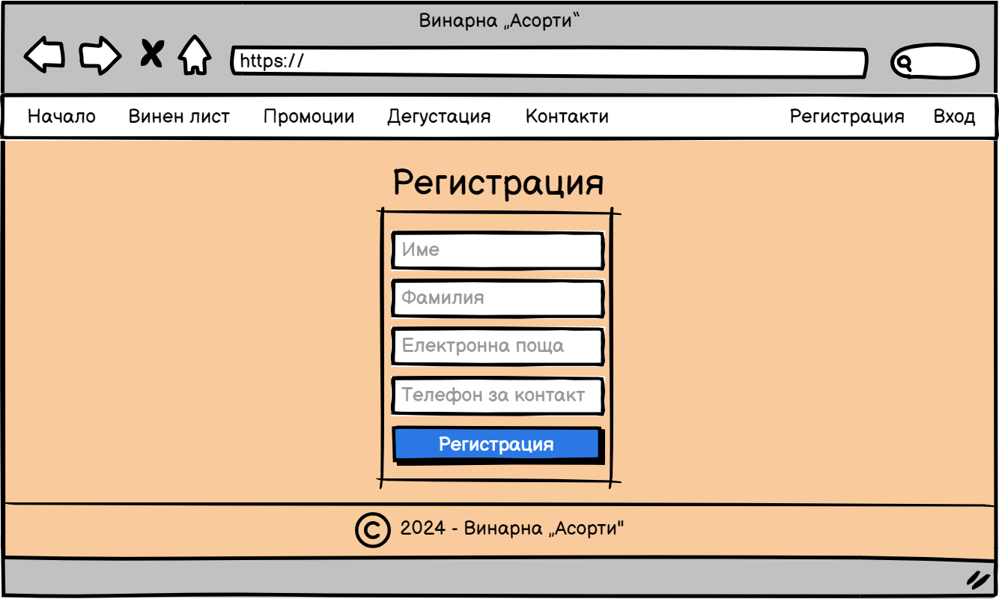 Винарна „Асорти“
https://
Начало Винен лист Промоции Дегустация Контакти Регистрация Вход
Регистрация
Име
Фамилия
Електронна поща
Телефон за контакт
Регистрация
© 2024 - Винарна „Асорти"